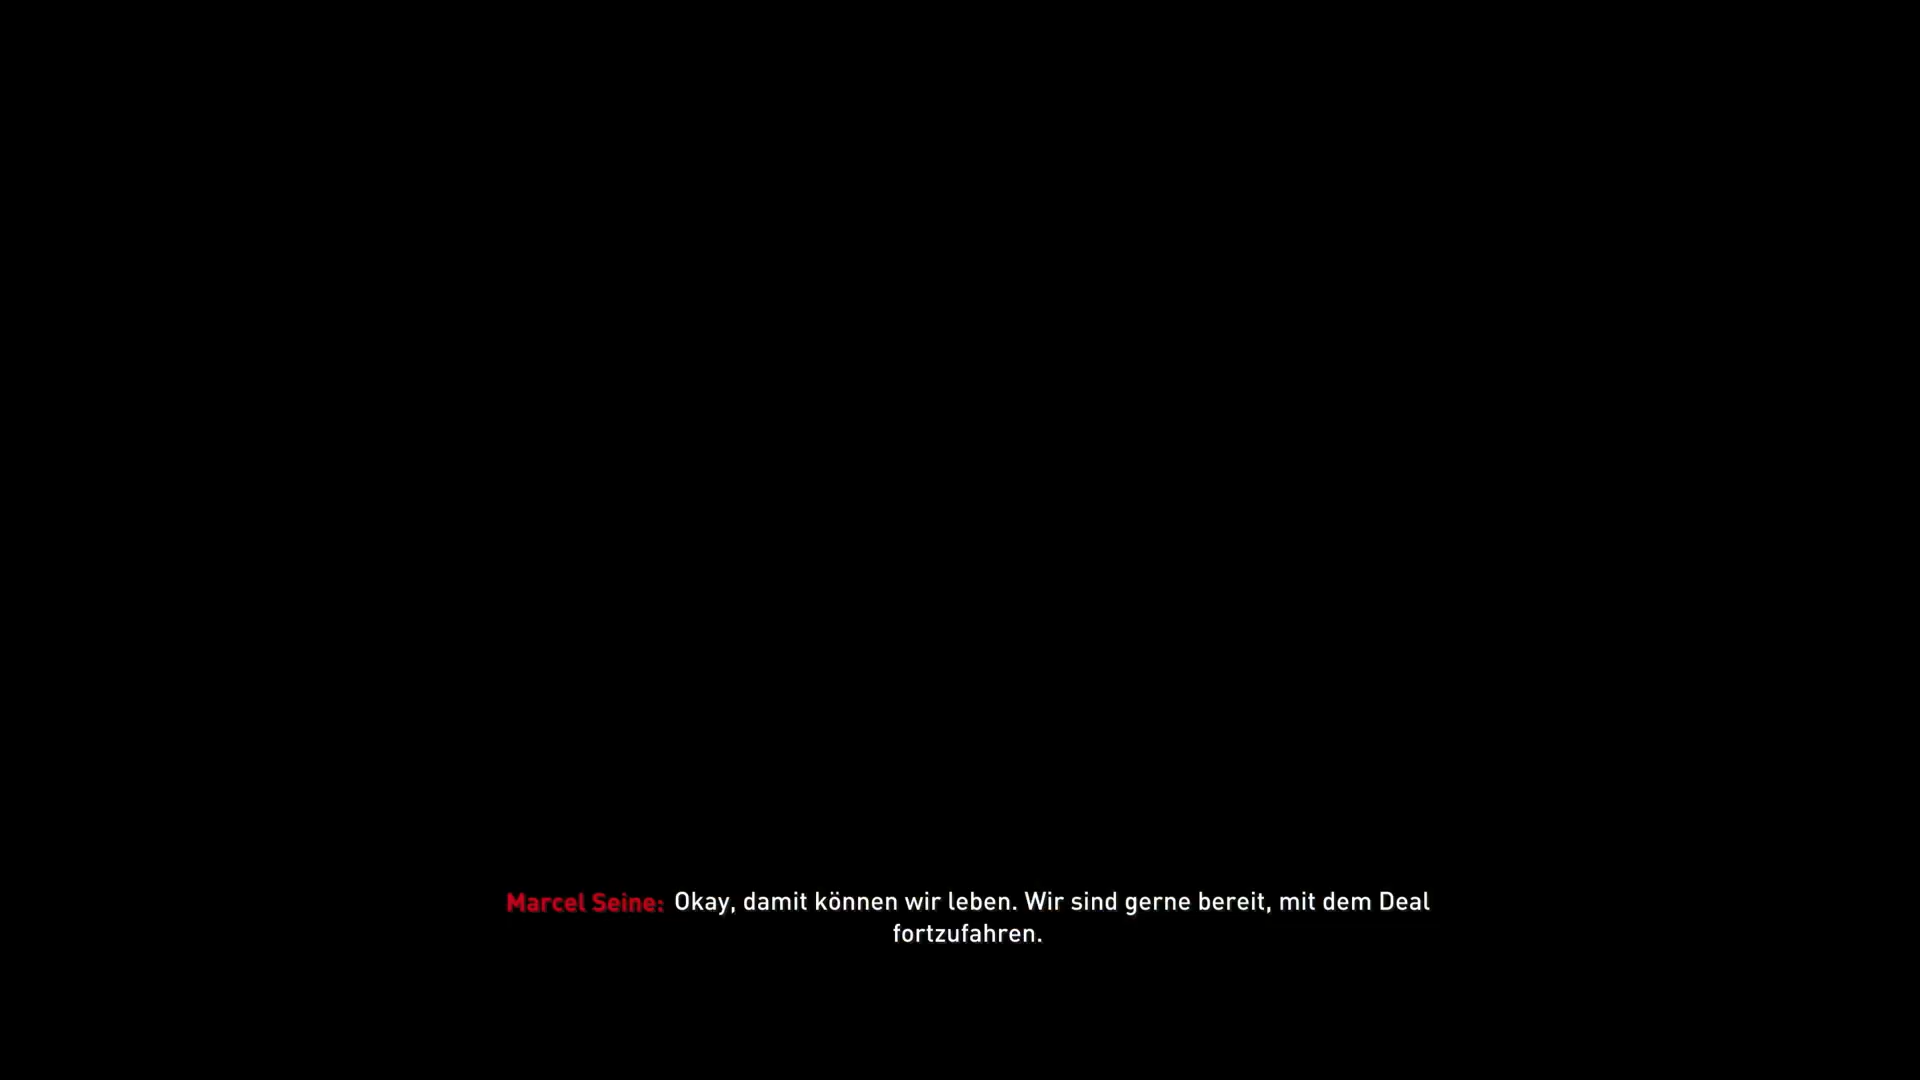 Marcel Seine: Okay, damit können wir leben. Wir sind gerne bereit, mit dem Deal
fortzufahren.